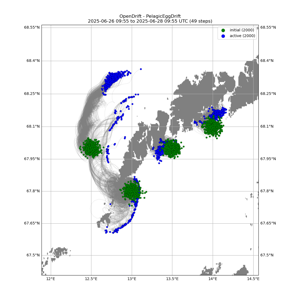 OpenDrift - PelagicEggDrift
2025-06-26 09:55 to 2025-06-28 09:55 UTC (49 steps)
initial (2000)
active (2000)
68.55°N 68.55°N
68.4°N 68.4°N
68.25°N 68.25°N
68.1°N 68.1°N
67.95°N 67.95°N
67.8°N 67.8°N
67.65°N 67.65°N
67.5°N 67.5°N
12°E 12.5°E 13°E 13.5°E 14°E 14.5°E